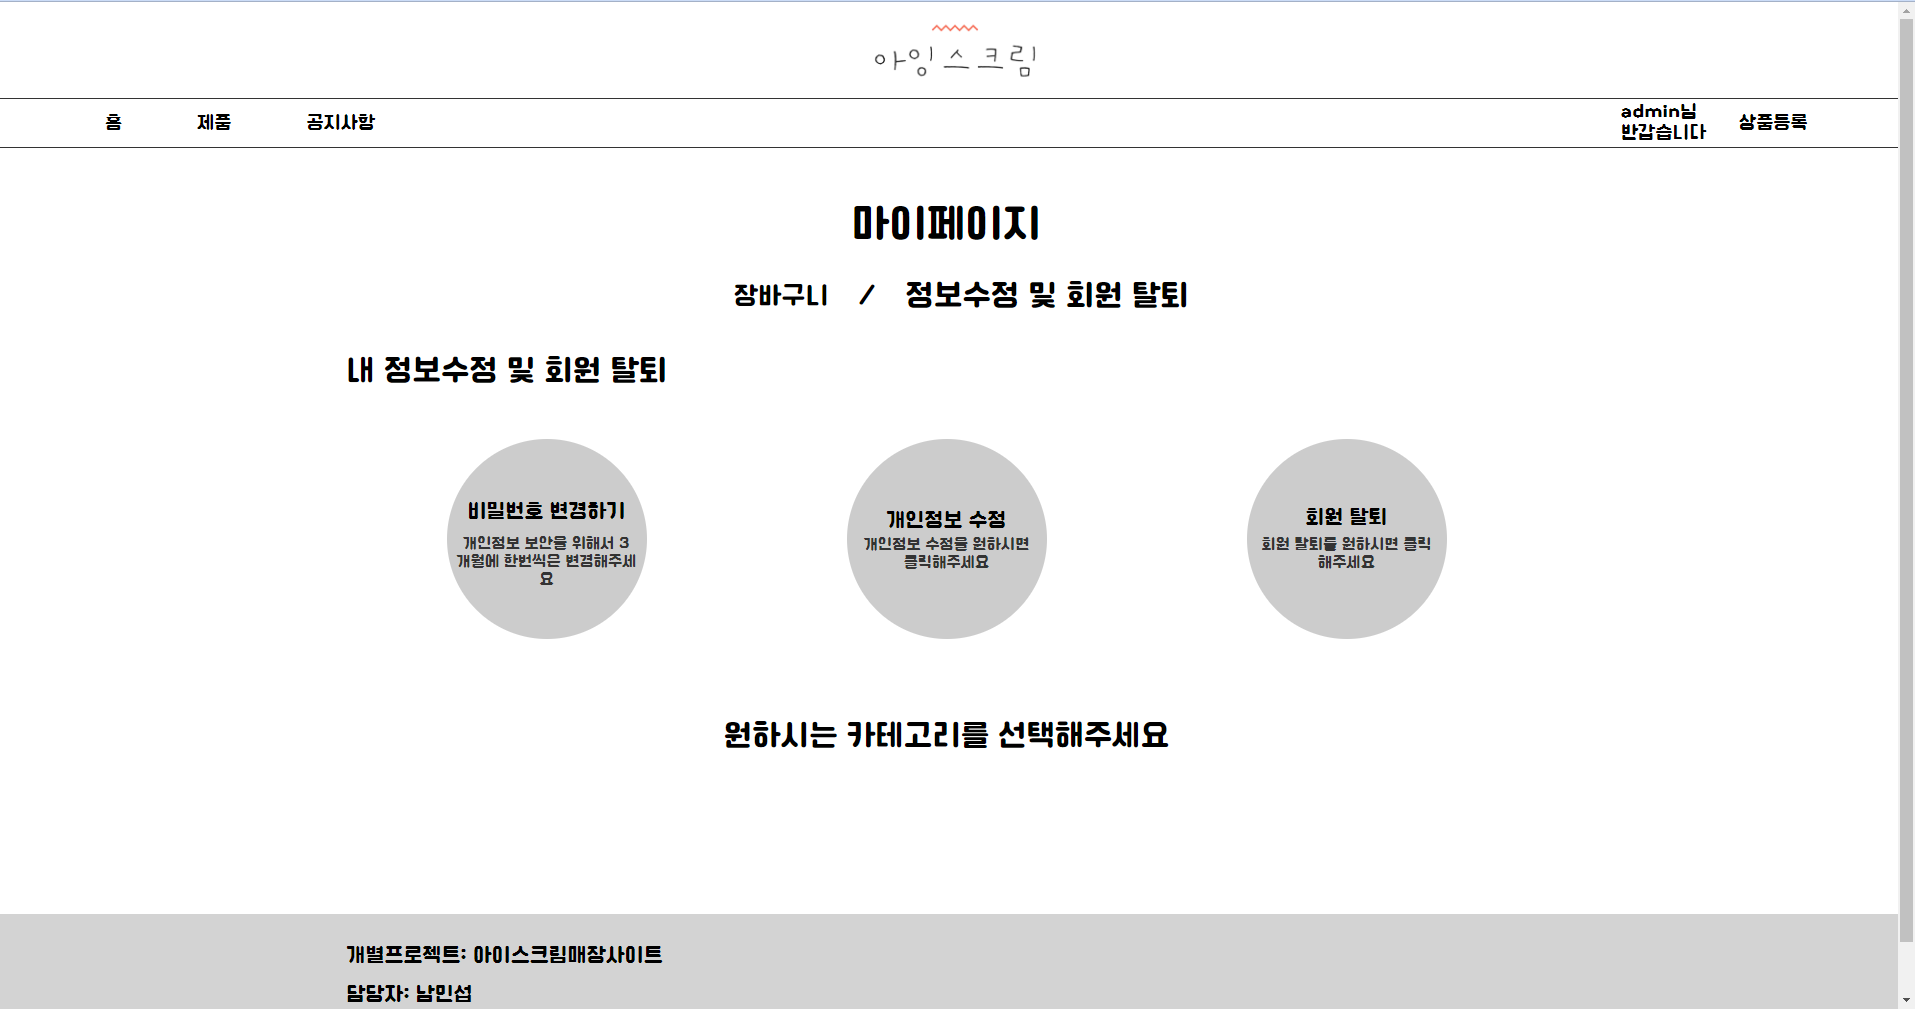 아잉스크림
홈
제품
공지사항
admin님
반갑습니다
상품등록
마이페이지
장바구니 / 정보수정 및 회원 탈퇴
내 정보수정 및 회원 탈퇴
비밀번호 변경하기
개인정보 보안을 위해서 3
개월에 한번씩은 변경해주세
요
개인정보 수정
개인정보 수정을 원하시면
클릭해주세요
회원 탈퇴
회원 탈퇴를 원하시면 클릭
해주세요
원하시는 카테고리를 선택해주세요
개별프로젝트: 아이스크림매장사이트
담당자: 남민섭